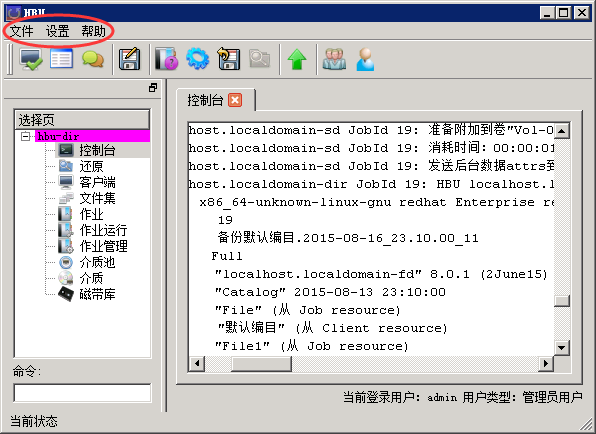 HBU
文件 设置 帮助
选择页
hbu-dir
控制台
还原
客户端
文件集
作业
作业运行
作业管理
介质池
介质
磁带库
命令:
控制台
host.localdomain-sd JobId 19: 准备附加到卷"Vol-0
host.localdomain-sd JobId 19: 消耗时间: 00:00:01
host.localdomain-sd JobId 19: 发送后台数据attrs到
host.localdomain-dir JobId 19: HBU localhost.l
x86_64-unknown-linux-gnu redhat Enterprise re
19
备份默认编目.2015-08-16_23.10.00_11
Full
"localhost.localdomain-fd" 8.0.1 (2June15)
"Catalog" 2015-08-13 23:10:00
"File" (从 Job resource)
"默认编目" (从 Client resource)
"File1" (从 Job resource)
当前登录用户: admin 用户类型: 管理员用户
当前状态